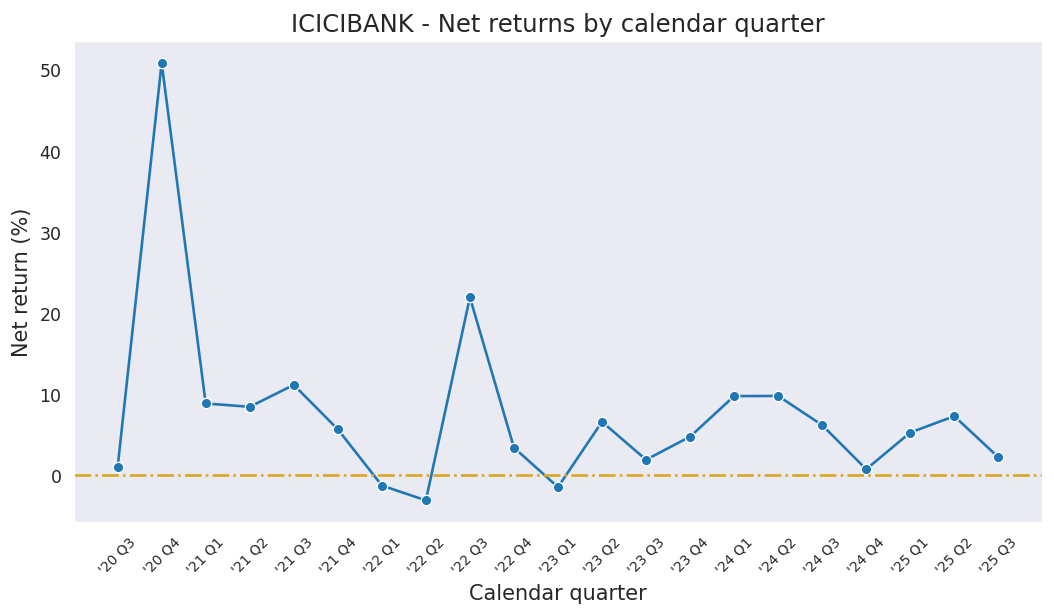 ICICIBANK - Net returns by calendar quarter
Net return (%)
50
40
30
20
10
0
'20 Q3
'20 Q4
'21 Q1
'21 Q2
'21 Q3
'21 Q4
'22 Q1
'22 Q2
'22 Q3
'22 Q4
'23 Q1
'23 Q2
'23 Q3
'23 Q4
'24 Q1
'24 Q2
'24 Q3
'24 Q4
'25 Q1
'25 Q2
'25 Q3
Calendar quarter